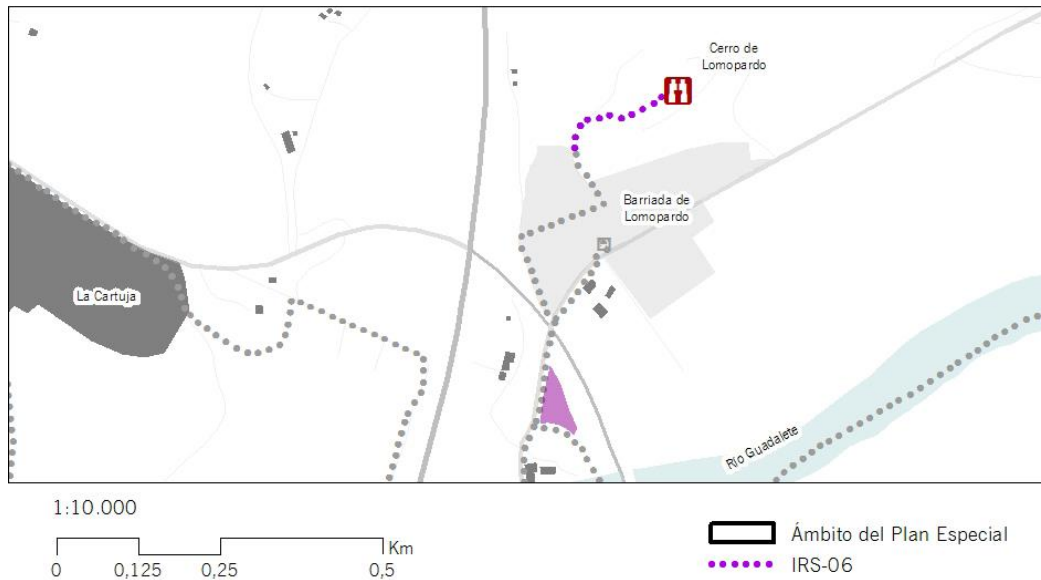 Cerro de
Lomopardo
Barriada de
Lomopardo
La Cartuja
Río Guadalete
1:10.000
Km
0 0,125 0,25 0,5
Ámbito del Plan Especial
IRS-06